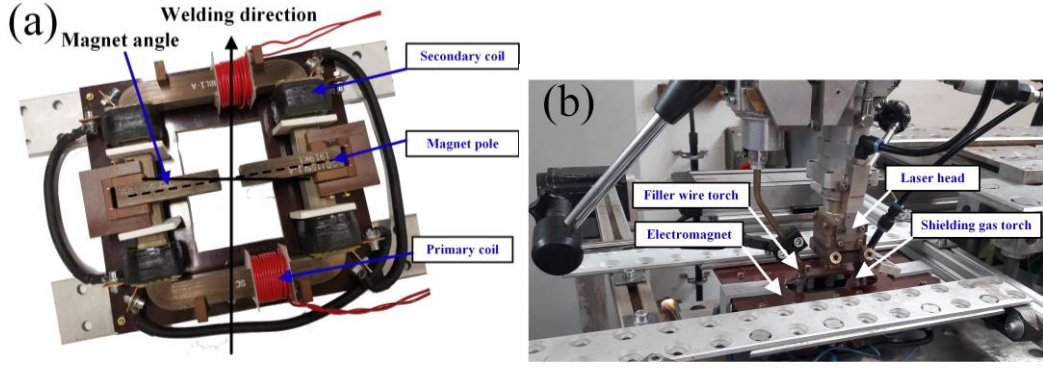 (a)
Welding direction
Magnet angle
Secondary coil
Magnet pole
Primary coil
(b)
Laser head
Filler wire torch
Electromagnet
Shielding gas torch